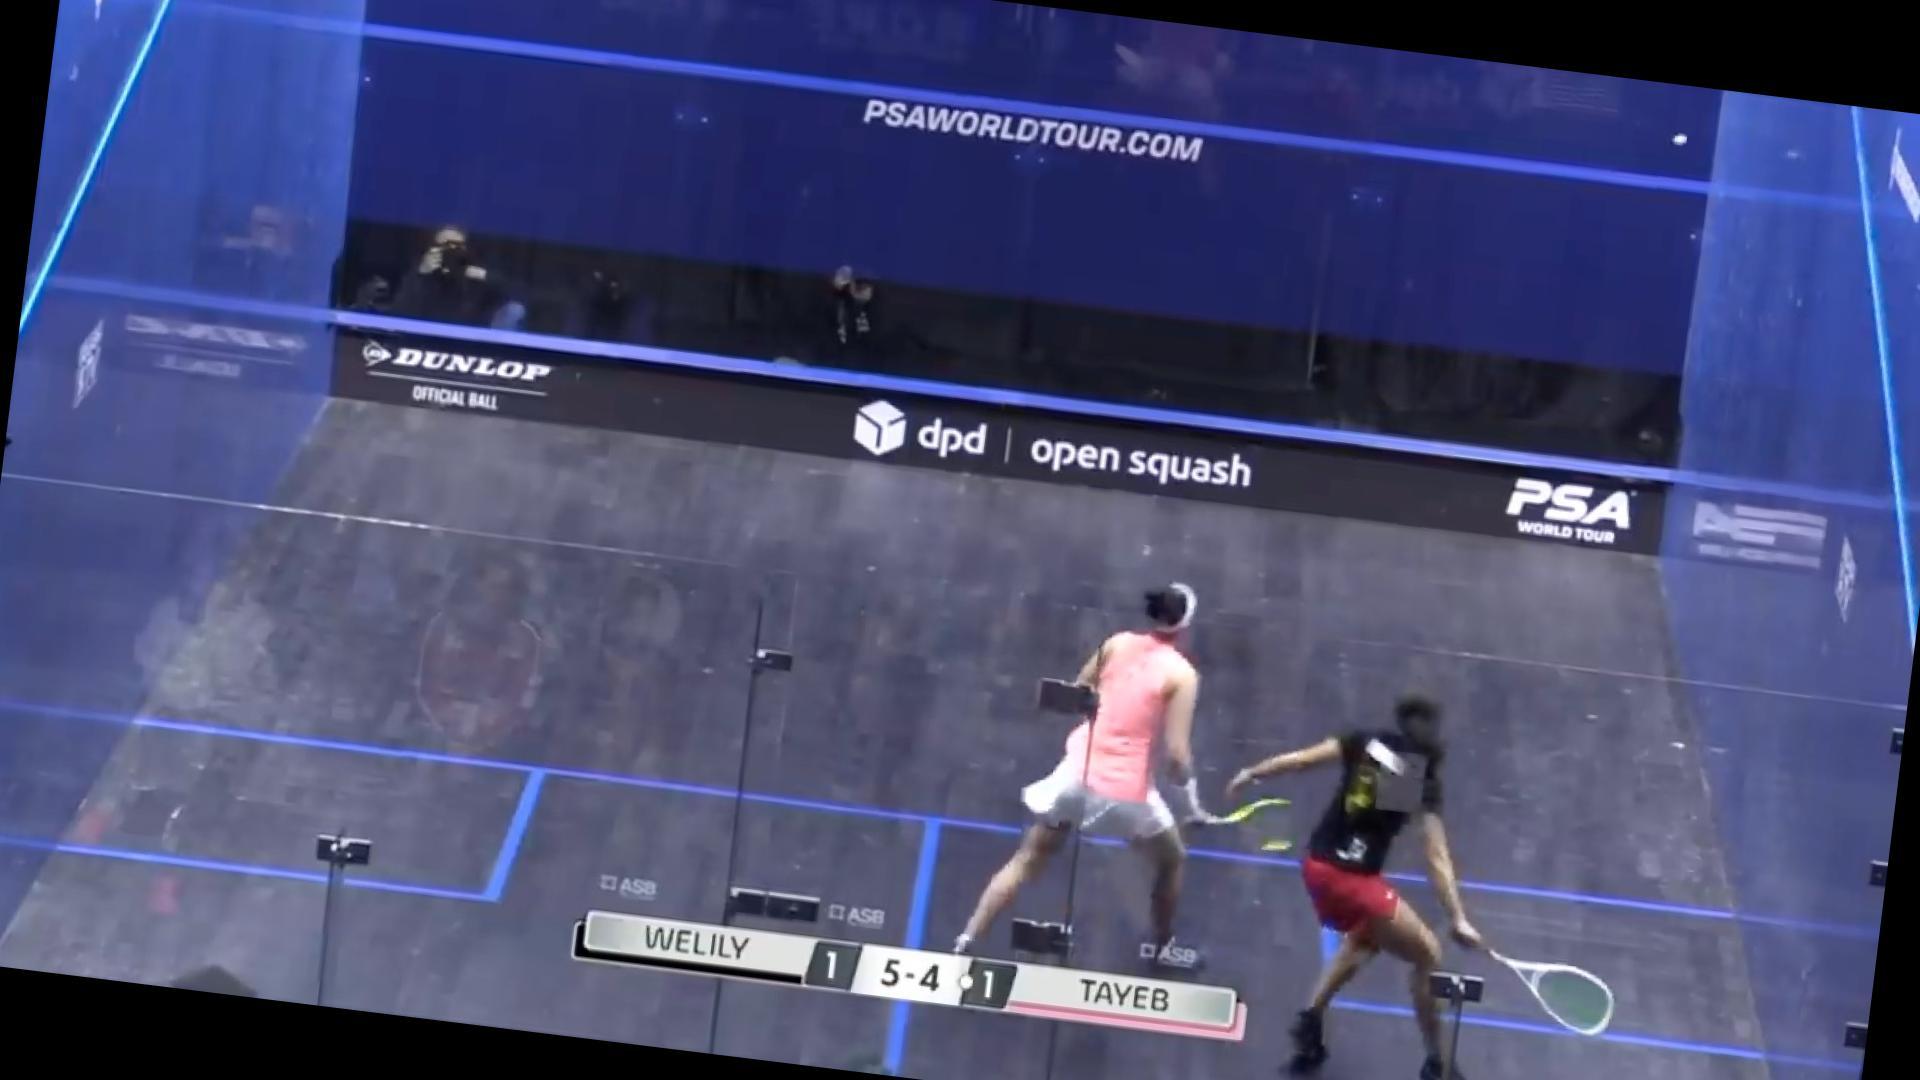 PSAWORLDTOUR.COM
DUNLOP
OFFICIAL BALL
dpd | open squash
PSA
WORLD TOUR
ASB
ASB
ASB
WELILY 1 5-4 1 TAYEB